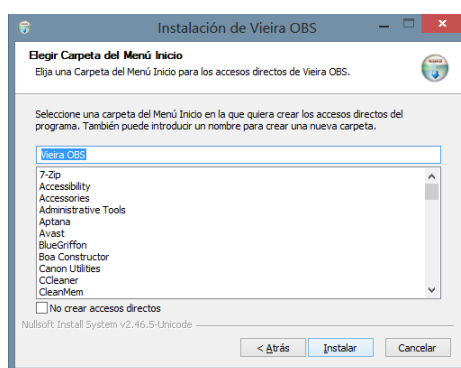 Instalación de Vieira OBS
Elegir Carpeta del Menú Inicio
Elija una Carpeta del Menú Inicio para los accesos directos de Vieira OBS.
Seleccione una carpeta del Menú Inicio en la que quiera crear los accesos directos del
programa. También puede introducir un nombre para crear una nueva carpeta.
Vieira OBS
7-Zip
Accessibility
Accessories
Administrative Tools
Aptana
Avast
BlueGriffon
Boa Constructor
Canon Utilities
CCleaner
CleanMem
No crear accesos directos
Nullsoft Install System v2.46.5-Unicode
< Atrás
Instalar
Cancelar